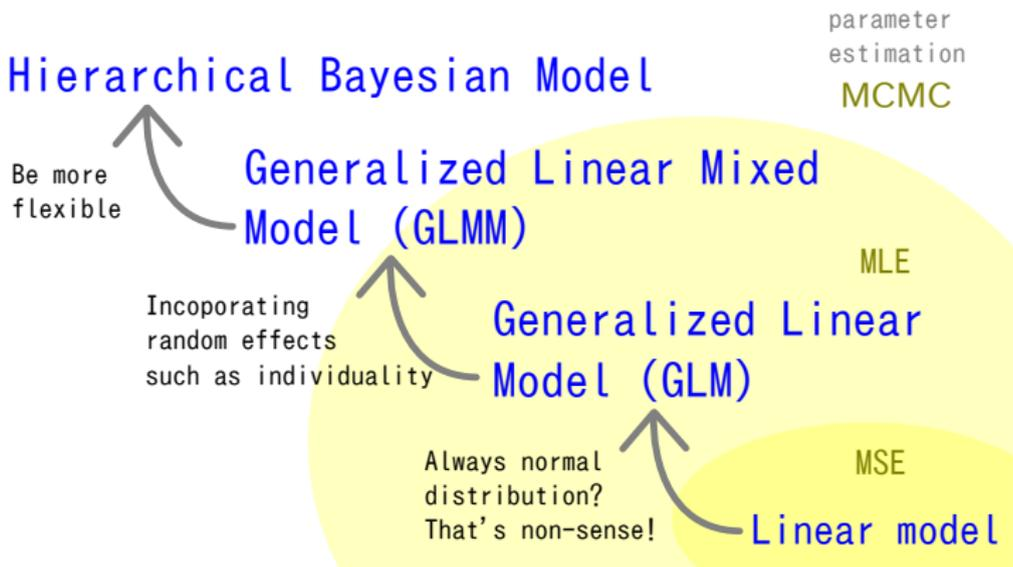 parameter
estimation
MCMC
Hierarchical Bayesian Model
Be more
flexible
Generalized Linear Mixed
Model (GLMM)
MLE
Incoporating
random effects
such as individuality
Generalized Linear
Model (GLM)
Always normal
distribution?
That's non-sense!
MSE
Linear model